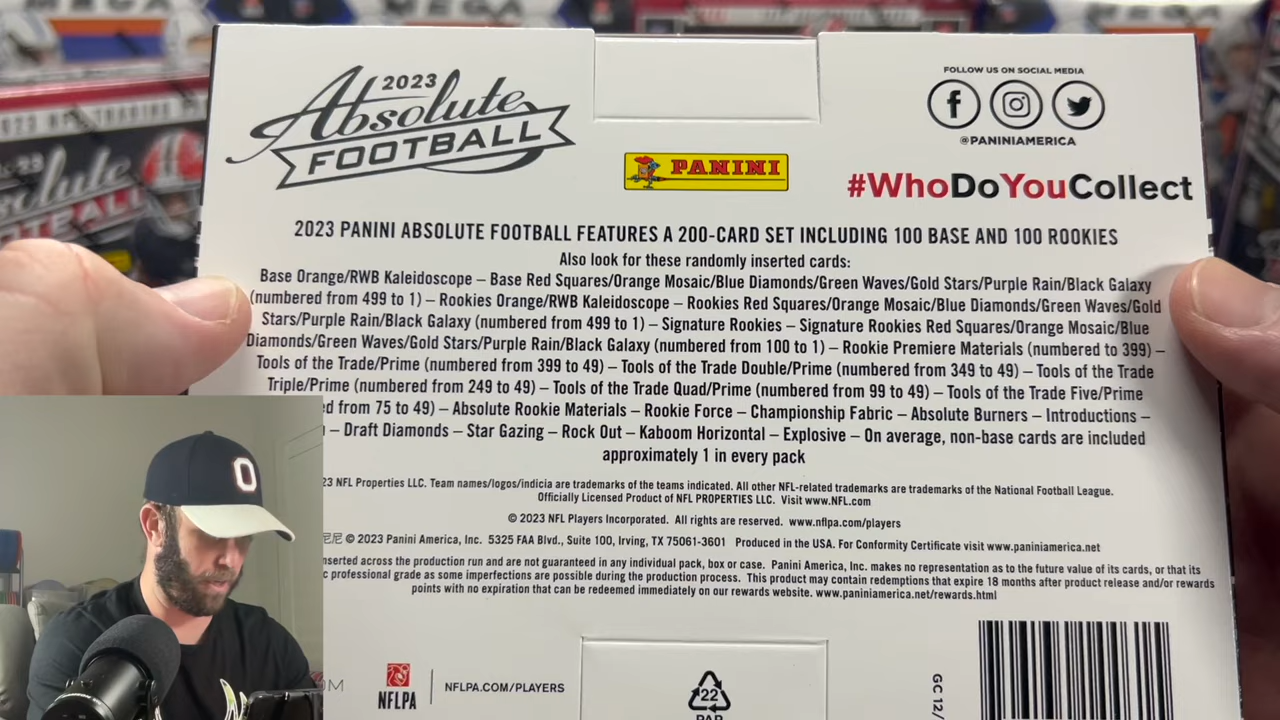 MEGA
MEGA
2023
Absolute
FOOTBALL
PANINI
FOLLOW US ON SOCIAL MEDIA
@PANINIAMERICA
#WhoDoYouCollect
2023 PANINI ABSOLUTE FOOTBALL FEATURES A 200-CARD SET INCLUDING 100 BASE AND 100 ROOKIES
Also look for these randomly inserted cards:
Base Orange/RWB Kaleidoscope – Base Red Squares/Orange Mosaic/Blue Diamonds/Green Waves/Gold Stars/Purple Rain/Black Galaxy
(numbered from 499 to 1) – Rookies Orange/RWB Kaleidoscope – Rookies Red Squares/Orange Mosaic/Blue Diamonds/Green Waves/Gold
Stars/Purple Rain/Black Galaxy (numbered from 499 to 1) – Signature Rookies – Signature Rookies Red Squares/Orange Mosaic/Blue
Diamonds/Green Waves/Gold Stars/Purple Rain/Black Galaxy (numbered from 100 to 1) – Rookie Premiere Materials (numbered to 399) –
Tools of the Trade/Prime (numbered from 399 to 49) – Tools of the Trade Double/Prime (numbered from 349 to 49) – Tools of the Trade
Triple/Prime (numbered from 249 to 49) – Tools of the Trade Quad/Prime (numbered from 99 to 49) – Tools of the Trade Five/Prime
ed from 75 to 49) – Absolute Rookie Materials – Rookie Force – Championship Fabric – Absolute Burners – Introductions –
– Draft Diamonds – Star Gazing – Rock Out – Kaboom Horizontal – Explosive – On average, non-base cards are included
approximately 1 in every pack
23 NFL Properties LLC. Team names/logos/indicia are trademarks of the teams indicated. All other NFL-related trademarks are trademarks of the National Football League.
Officially Licensed Product of NFL PROPERTIES LLC. Visit www.NFL.com
© 2023 NFL Players Incorporated. All rights are reserved. www.nflpa.com/players
尼 © 2023 Panini America, Inc. 5325 FAA Blvd., Suite 100, Irving, TX 75061-3601 Produced in the USA. For Conformity Certificate visit www.paniniamerica.net
nserted across the production run and are not guaranteed in any individual pack, box or case. Panini America, Inc. makes no representation as to the future value of its cards, or that its
c professional grade as some imperfections are possible during the production process. This product may contain redemptions that expire 18 months after product release and/or rewards
points with no expiration that can be redeemed immediately on our rewards website. www.paniniamerica.net/rewards.html
NFLPA
NFLPA.COM/PLAYERS
22
PAP
GC 12/
O